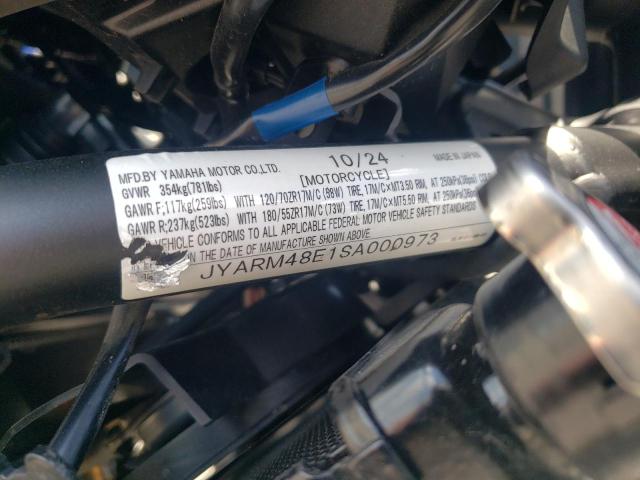 MFD.BY YAMAHA MOTOR CO.,LTD. 10/24 MADE IN JAPAN
GVWR 354kg(781lbs) [MOTORCYCLE]
GAWR F;117kg(259lbs) WITH 120/70ZR17M/C (88W) TIRE, 17M/C×MT3.50 RIM, AT 250kPa(36psi)
GAWR R;237kg(523lbs) WITH 180/55ZR17M/C (73W) TIRE, 17M/C×MT5.50 RIM, AT 290kPa
VEHICLE CONFORMS TO ALL APPLICABLE FEDERAL MOTOR VEHICLE SAFETY STANDARDS
ON THE DATE OF MANUFACTURE SHOWN ABOVE
JYARM48E1SA000973